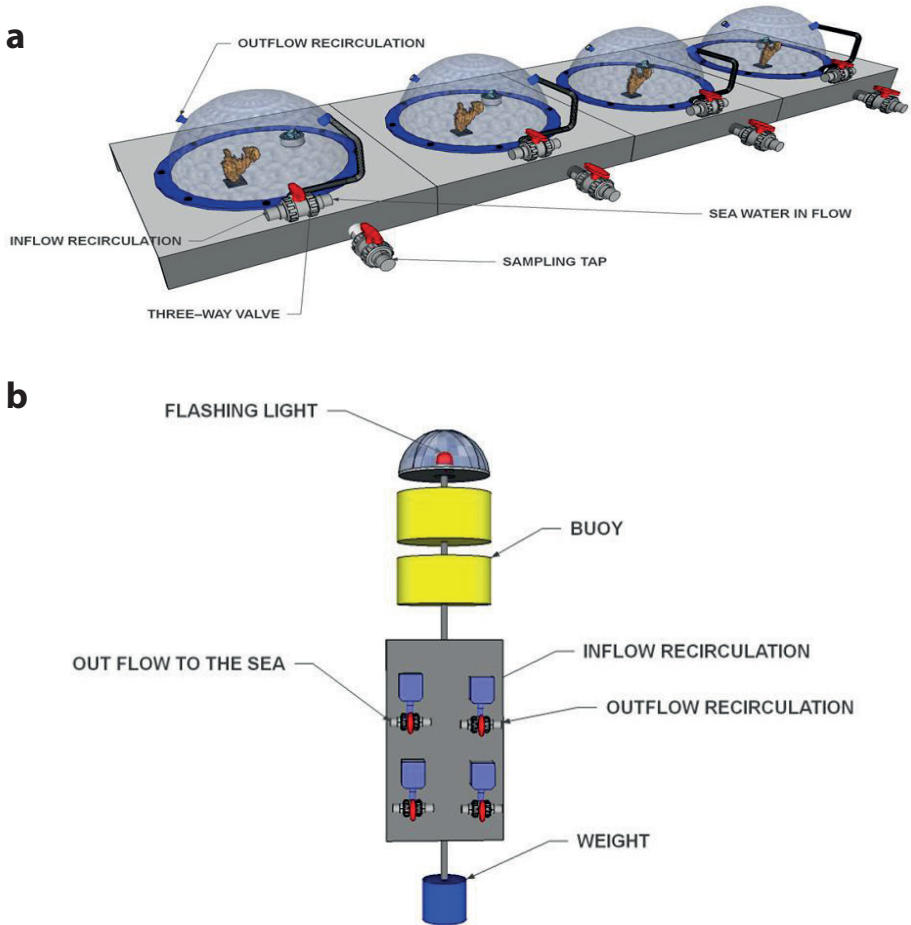 a
OUTFLOW RECIRCULATION
SEA WATER IN FLOW
INFLOW RECIRCULATION
SAMPLING TAP
THREE–WAY VALVE
b
FLASHING LIGHT
BUOY
INFLOW RECIRCULATION
OUT FLOW TO THE SEA
OUTFLOW RECIRCULATION
WEIGHT